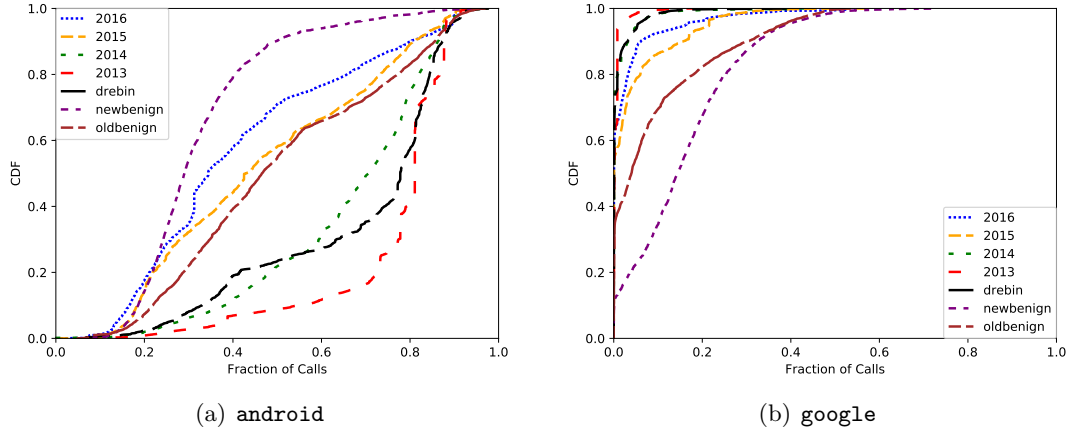 2016
2015
2014
2013
drebin
newbenign
oldbenign
CDF
1.0
0.8
0.6
0.4
0.2
0.0
0.0 0.2 0.4 0.6 0.8 1.0
Fraction of Calls
(a) android
CDF
1.0
0.8
0.6
0.4
0.2
0.0
2016
2015
2014
2013
drebin
newbenign
oldbenign
0.0 0.2 0.4 0.6 0.8 1.0
Fraction of Calls
(b) google